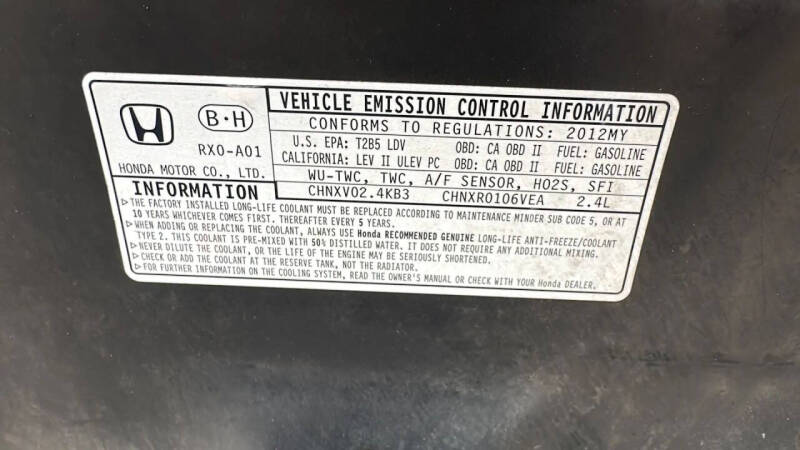 B·H
RX0-A01
HONDA MOTOR CO., LTD.
VEHICLE EMISSION CONTROL INFORMATION
CONFORMS TO REGULATIONS: 2012MY
U.S. EPA: T2B5 LDV OBD: CA OBD II FUEL: GASOLINE
CALIFORNIA: LEV II ULEV PC OBD: CA OBD II FUEL: GASOLINE
WU-TWC, TWC, A/F SENSOR, HO2S, SFI
CHNXV02.4KB3 CHNXR0106VEA 2.4L
INFORMATION
▷THE FACTORY INSTALLED LONG-LIFE COOLANT MUST BE REPLACED ACCORDING TO MAINTENANCE MINDER SUB CODE 5, OR AT
10 YEARS WHICHEVER COMES FIRST. THEREAFTER EVERY 5 YEARS.
▷WHEN ADDING OR REPLACING THE COOLANT, ALWAYS USE Honda RECOMMENDED GENUINE LONG-LIFE ANTI-FREEZE/COOLANT
TYPE 2. THIS COOLANT IS PRE-MIXED WITH 50% DISTILLED WATER. IT DOES NOT REQUIRE ANY ADDITIONAL MIXING.
▷NEVER DILUTE THE COOLANT, OR THE LIFE OF THE ENGINE MAY BE SERIOUSLY SHORTENED.
▷CHECK OR ADD COOLANT AT THE RESERVE TANK, NOT THE RADIATOR.
▷FOR FURTHER INFORMATION ON THE COOLING SYSTEM, READ THE OWNER'S MANUAL OR CHECK WITH YOUR Honda DEALER.